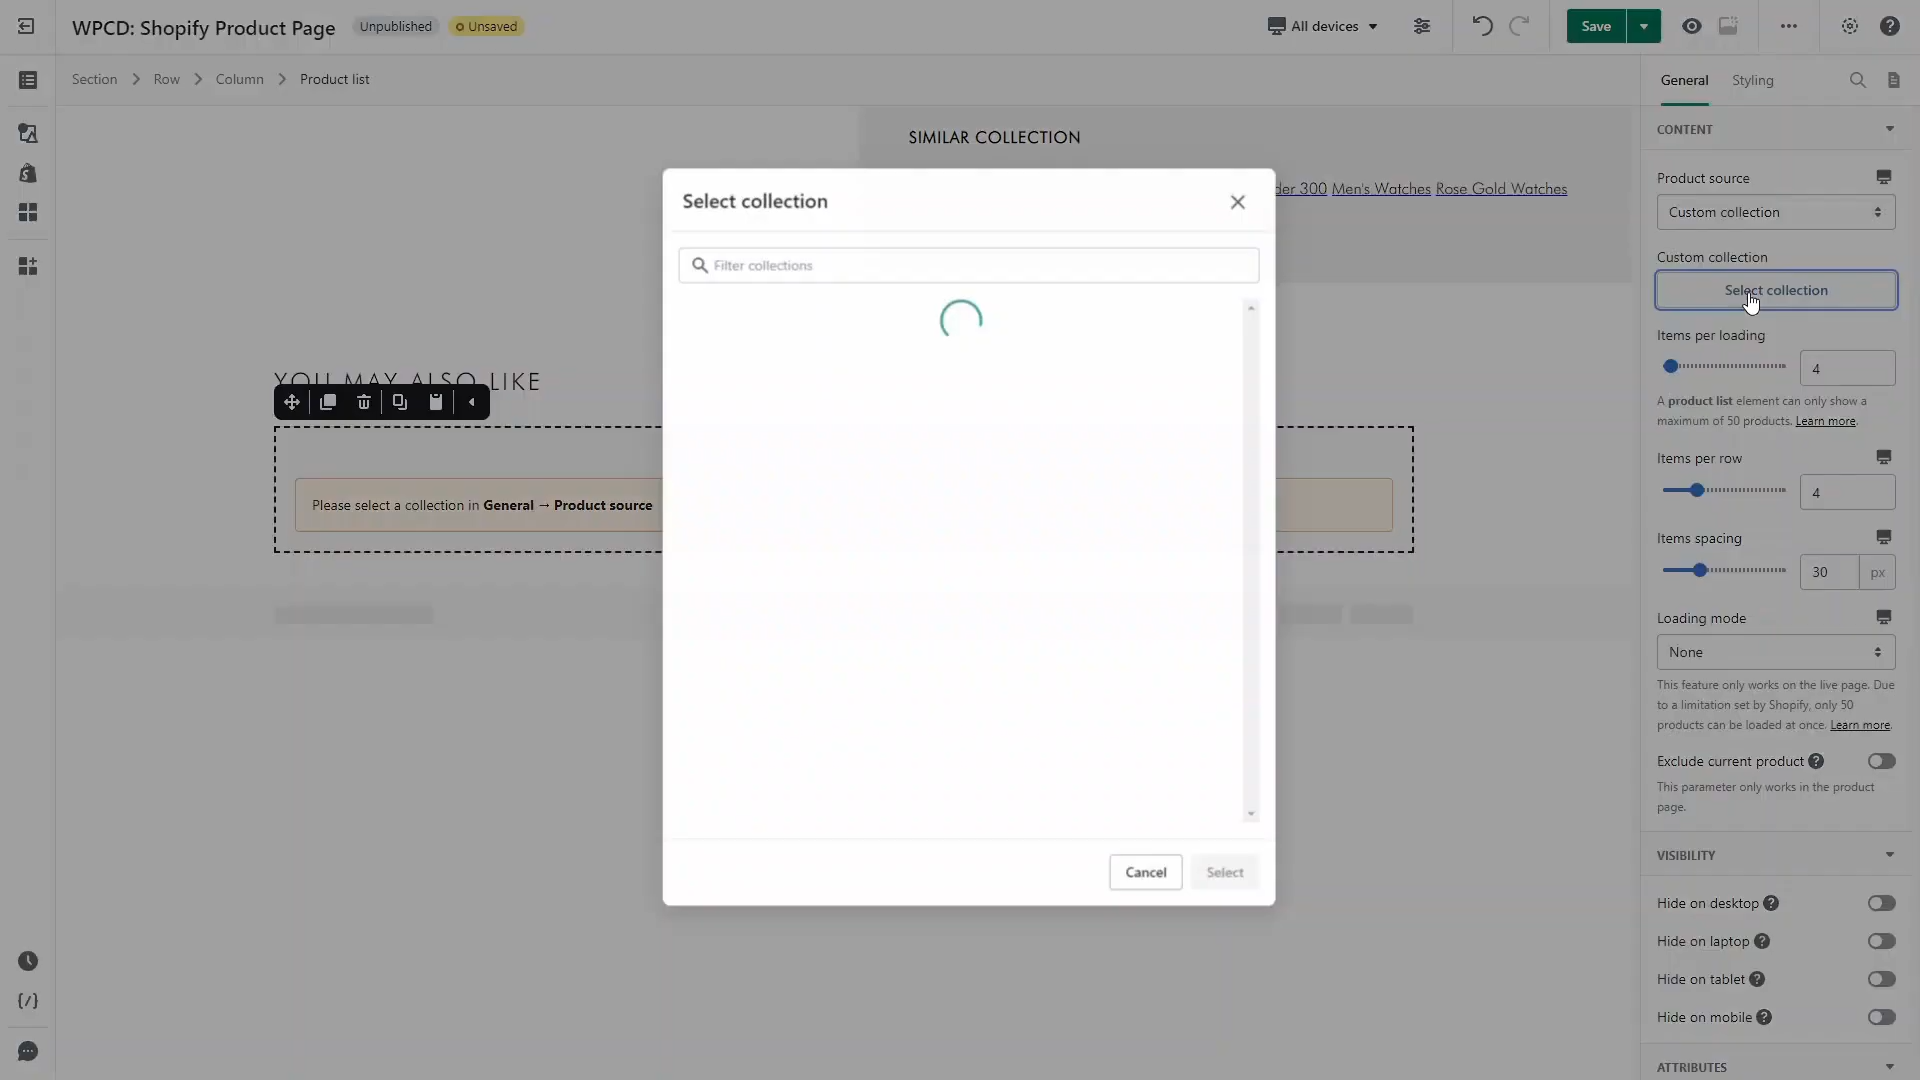 WPCD: Shopify Product Page
Unpublished
Unsaved
All devices
Save
Section
Row
Column
Product list
General
Styling
SIMILAR COLLECTION
300 Men's Watches Rose Gold Watches
YOU MAY ALSO LIKE
Please select a collection in General → Product source
Select collection
Filter collections
Cancel
Select
CONTENT
Product source
Custom collection
Custom collection
Select collection
Items per loading
4
A product list element can only show a
maximum of 50 products. Learn more.
Items per row
4
Items spacing
30
px
Loading mode
None
This feature only works on the live page. Due
to a limitation set by Shopify, only 50
products can be loaded at once. Learn more.
Exclude current product
This parameter only works in the product
page.
VISIBILITY
Hide on desktop
Hide on laptop
Hide on tablet
Hide on mobile
ATTRIBUTES